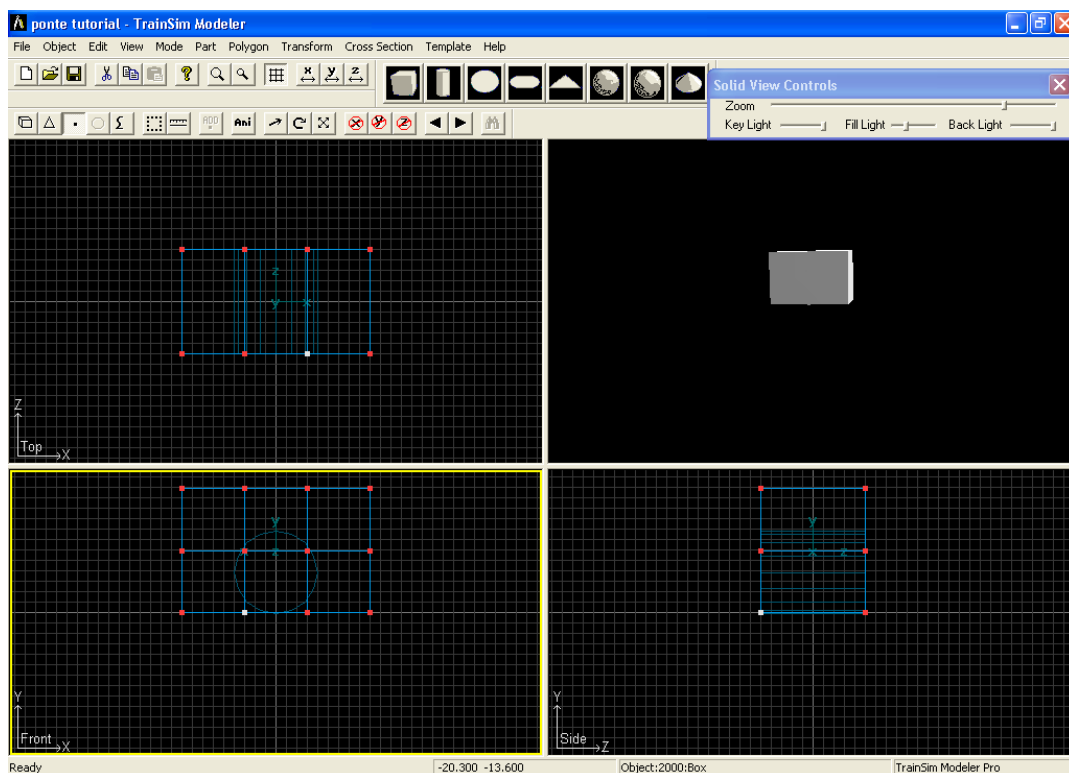 ponte tutorial - TrainSim Modeler
File Object Edit View Mode Part Polygon Transform Cross Section Template Help
x y z
Solid View Controls
Zoom
Key Light Fill Light Back Light
ADD Ani x y z
z
y x
Z
Top
X
y
z
Y
Front
X
y
x z
Y
Side
Z
Ready -20.300 -13.600 Object:2000:Box TrainSim Modeler Pro